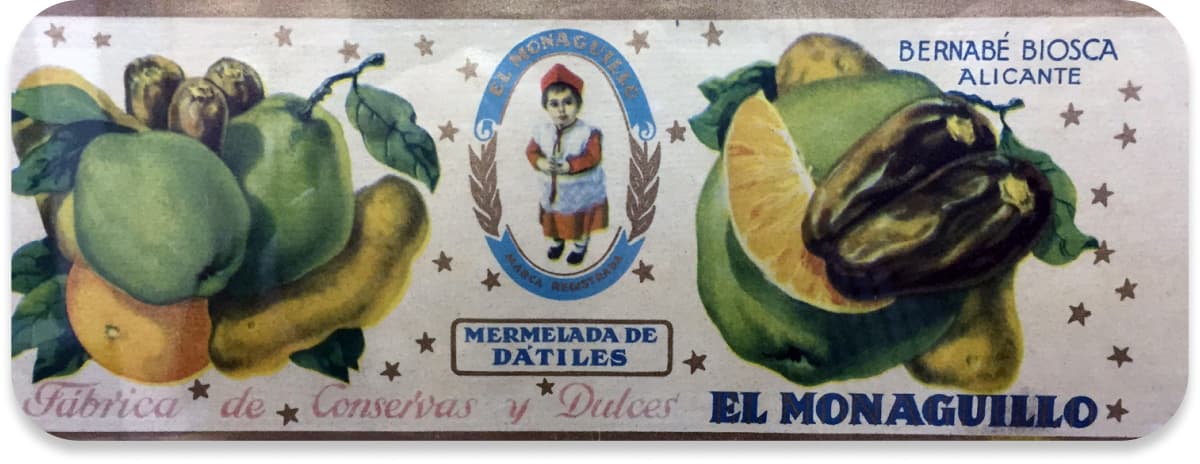 EL MONAGUILLO
MARCA REGISTRADA
MERMELADA DE
DÁTILES
BERNABÉ BIOSCA
ALICANTE
Fábrica de Conservas y Dulces EL MONAGUILLO